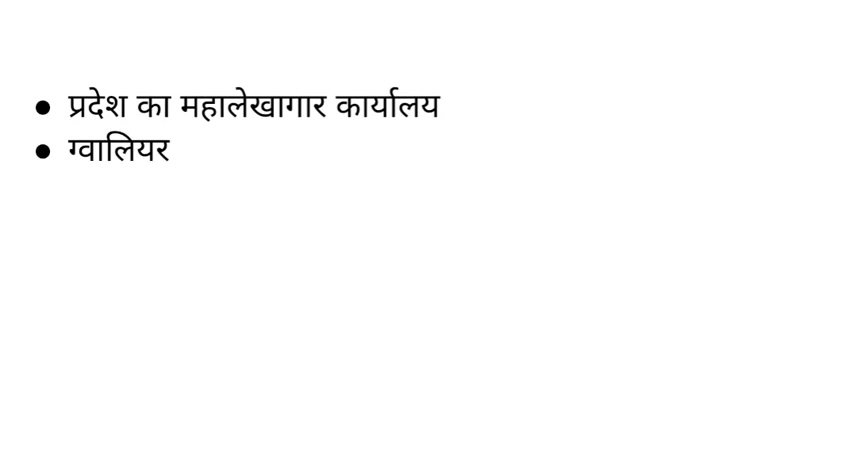 ● प्रदेश का महालेखागार कार्यालय
● ग्वालियर